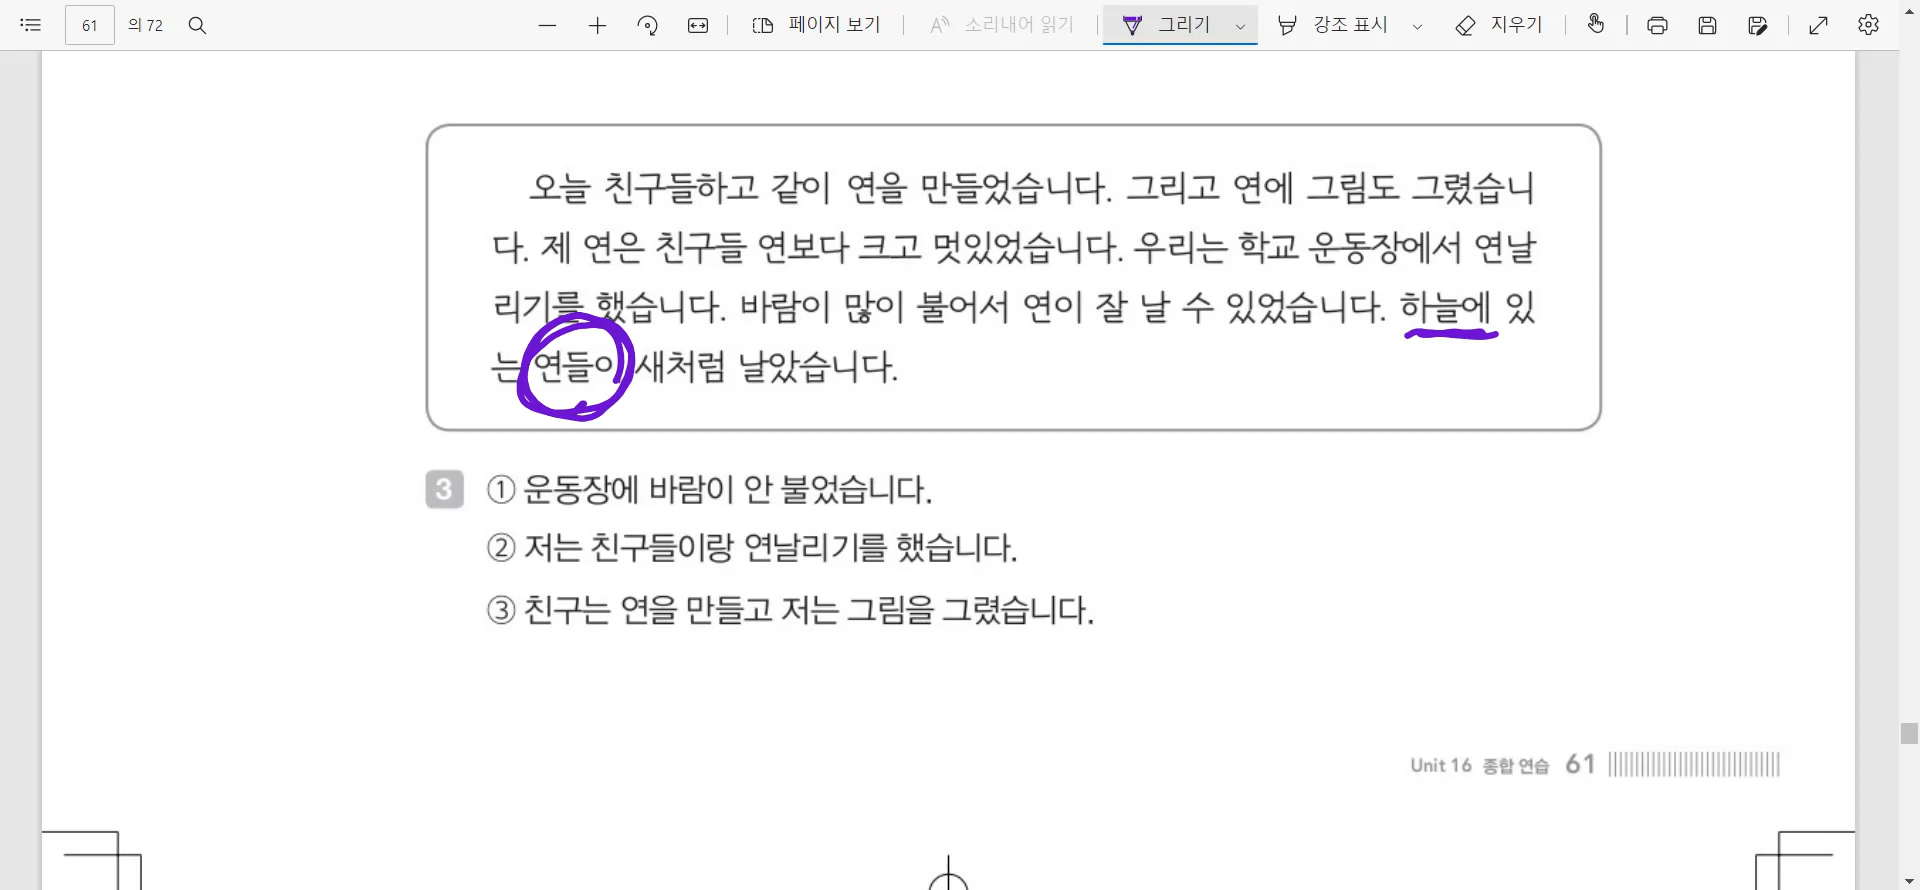 61 의 72 페이지 보기 소리내어 읽기 그리기 강조 표시 지우기
오늘 친구들하고 같이 연을 만들었습니다. 그리고 연에 그림도 그렸습니
다. 제 연은 친구들 연보다 크고 멋있었습니다. 우리는 학교 운동장에서 연날
리기를 했습니다. 바람이 많이 불어서 연이 잘 날 수 있었습니다. 하늘에 있
는 연들이 새처럼 날았습니다.
3 ① 운동장에 바람이 안 불었습니다.
② 저는 친구들이랑 연날리기를 했습니다.
③ 친구는 연을 만들고 저는 그림을 그렸습니다.
Unit 16 종합 연습 61